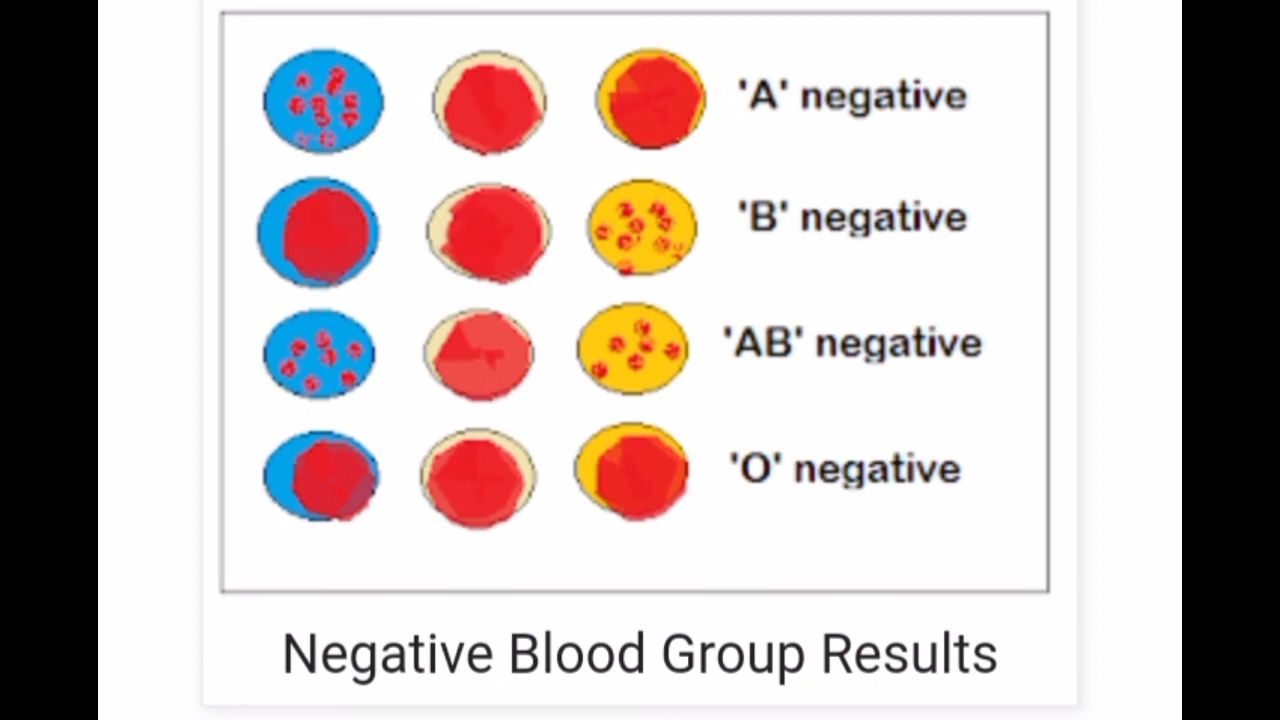 'A' negative
'B' negative
'AB' negative
'O' negative
Negative Blood Group Results